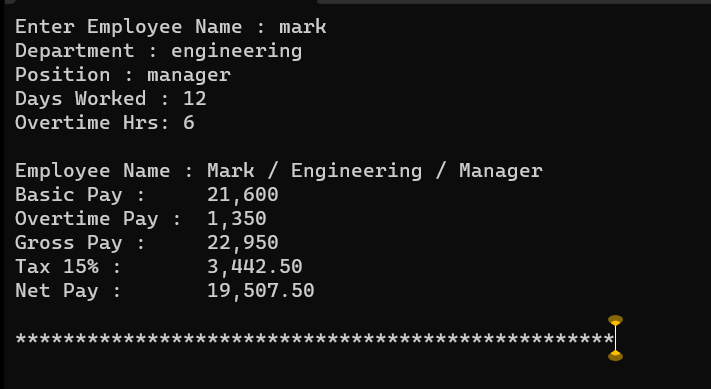 Enter Employee Name : mark
Department : engineering
Position : manager
Days Worked : 12
Overtime Hrs: 6
Employee Name : Mark / Engineering / Manager
Basic Pay :     21,600
Overtime Pay :  1,350
Gross Pay :     22,950
Tax 15% :       3,442.50
Net Pay :       19,507.50
**************************************************